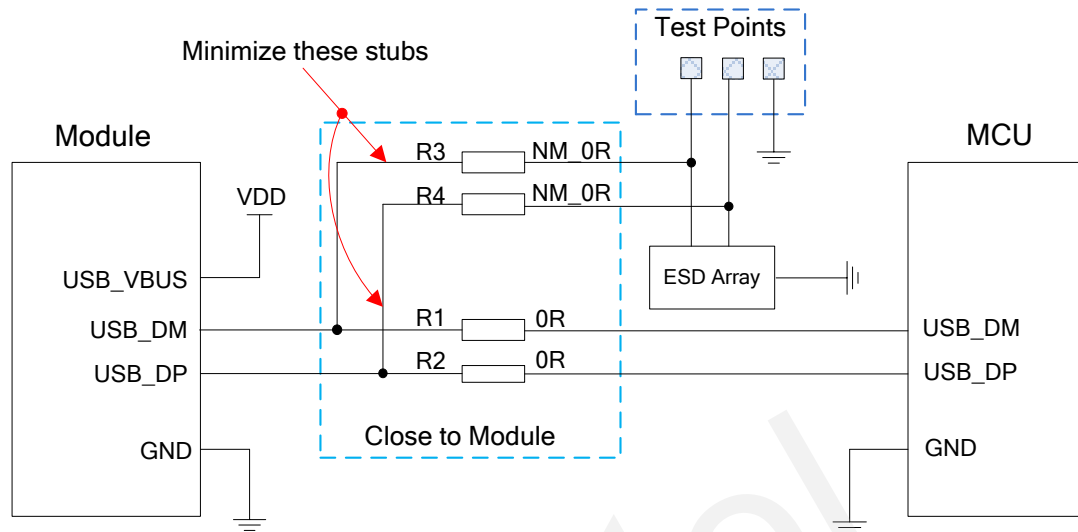 Test Points
Minimize these stubs
Module
MCU
R3 NM_0R
R4 NM_0R
VDD
ESD Array
USB_VBUS
R1 0R
USB_DM
USB_DM
R2 0R
USB_DP
USB_DP
Close to Module
GND
GND